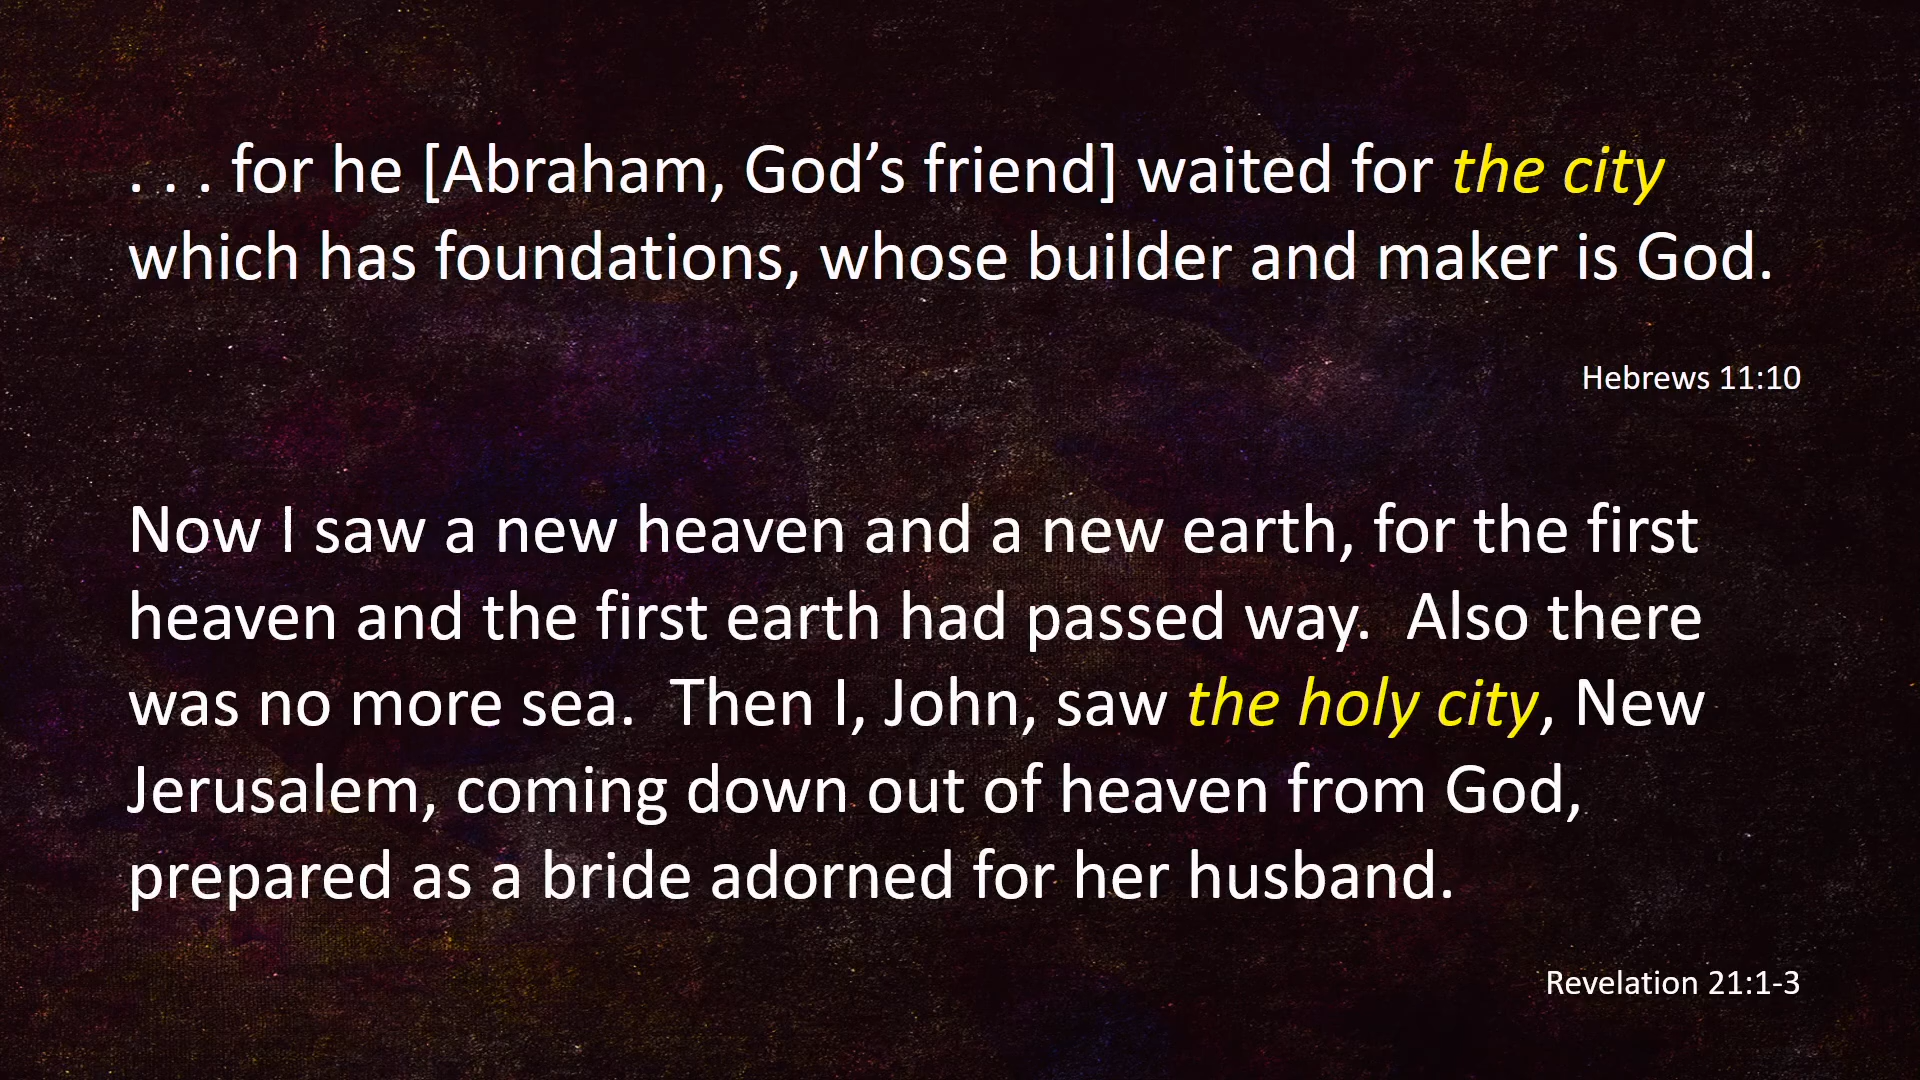 . . . for he [Abraham, God’s friend] waited for the city
which has foundations, whose builder and maker is God.
Hebrews 11:10
Now I saw a new heaven and a new earth, for the first
heaven and the first earth had passed way.  Also there
was no more sea.  Then I, John, saw the holy city, New
Jerusalem, coming down out of heaven from God,
prepared as a bride adorned for her husband.
Revelation 21:1-3